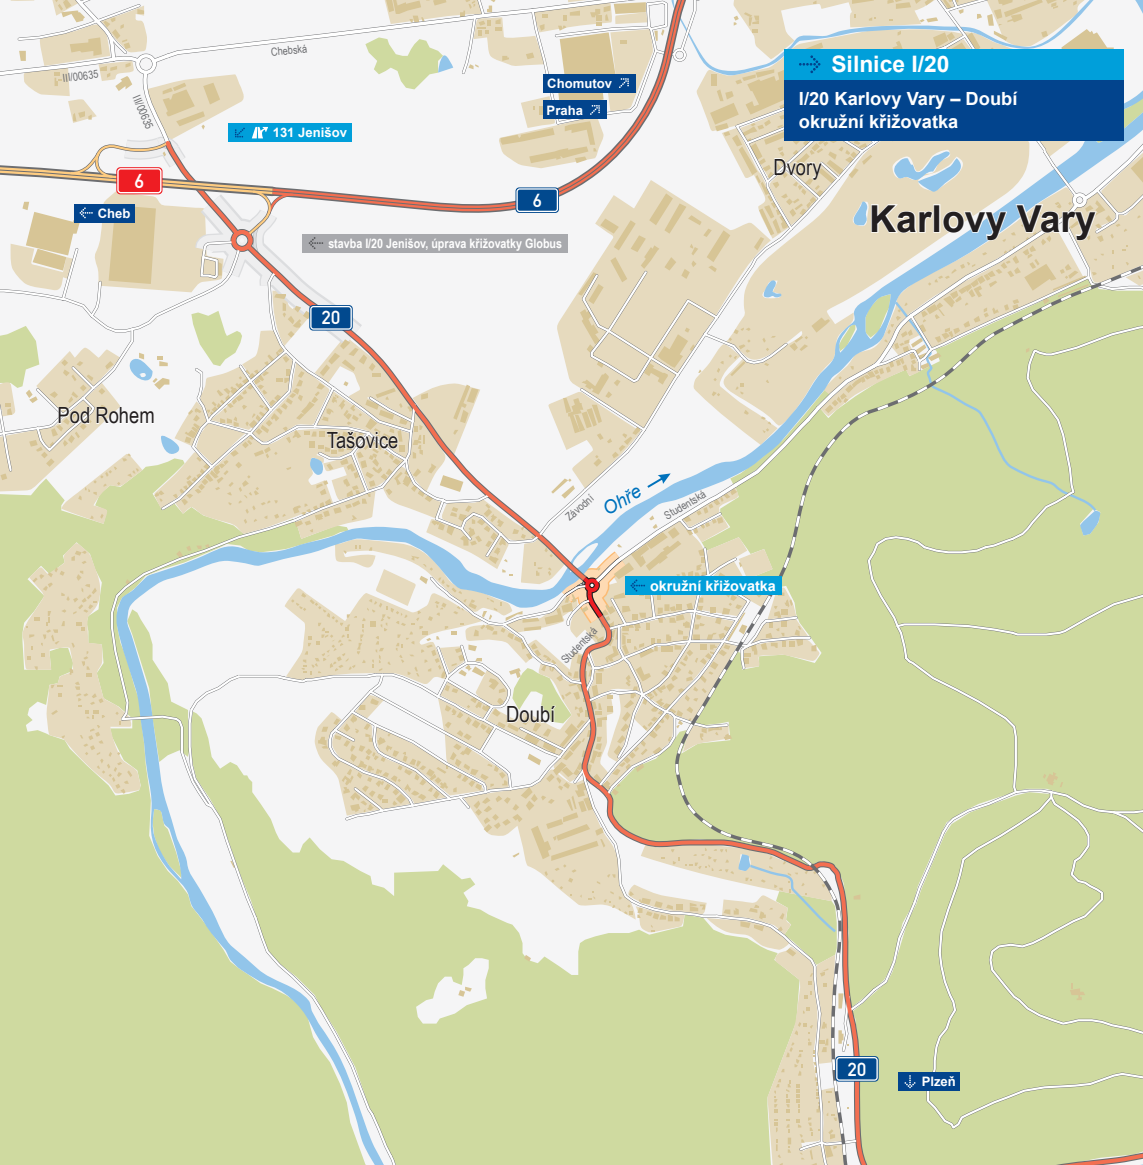 Chebská
III/00635
III/00635
Silnice I/20
I/20 Karlovy Vary – Doubí
okružní křižovatka
Chomutov
Praha
131 Jenišov
Dvory
6
6
Cheb
Karlovy Vary
stavba I/20 Jenišov, úprava křižovatky Globus
20
Pod Rohem
Tašovice
Ohře
Závodní
Studentská
okružní křižovatka
Studentská
Doubí
20
Plzeň